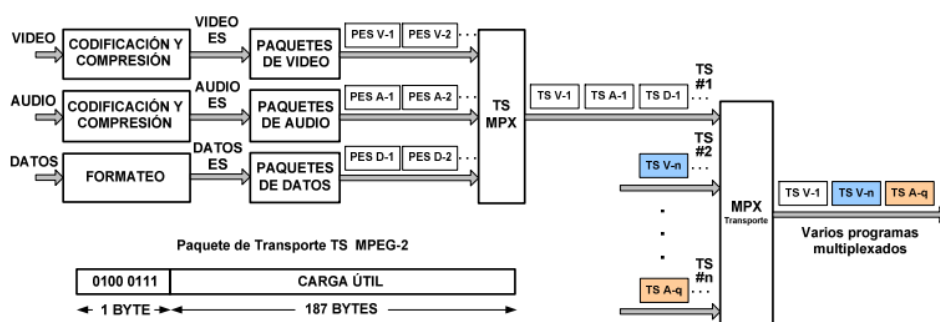 VIDEO
CODIFICACIÓN Y
COMPRESIÓN
VIDEO
ES
PAQUETES
DE VIDEO
PES V-1 PES V-2 ...
AUDIO
CODIFICACIÓN Y
COMPRESIÓN
AUDIO
ES
PAQUETES
DE AUDIO
PES A-1 PES A-2 ...
DATOS
FORMATEO
DATOS
ES
PAQUETES
DE DATOS
PES D-1 PES D-2 ...
TS
MPX
TS V-1 TS A-1 TS D-1 ...
TS
#1
TS V-n ...
TS
#2
TS A-q ...
TS
#n
MPX
Transporte
TS V-1 TS V-n TS A-q
Varios programas
multiplexados
Paquete de Transporte TS MPEG-2
0100 0111 CARGA ÚTIL
1 BYTE 187 BYTES